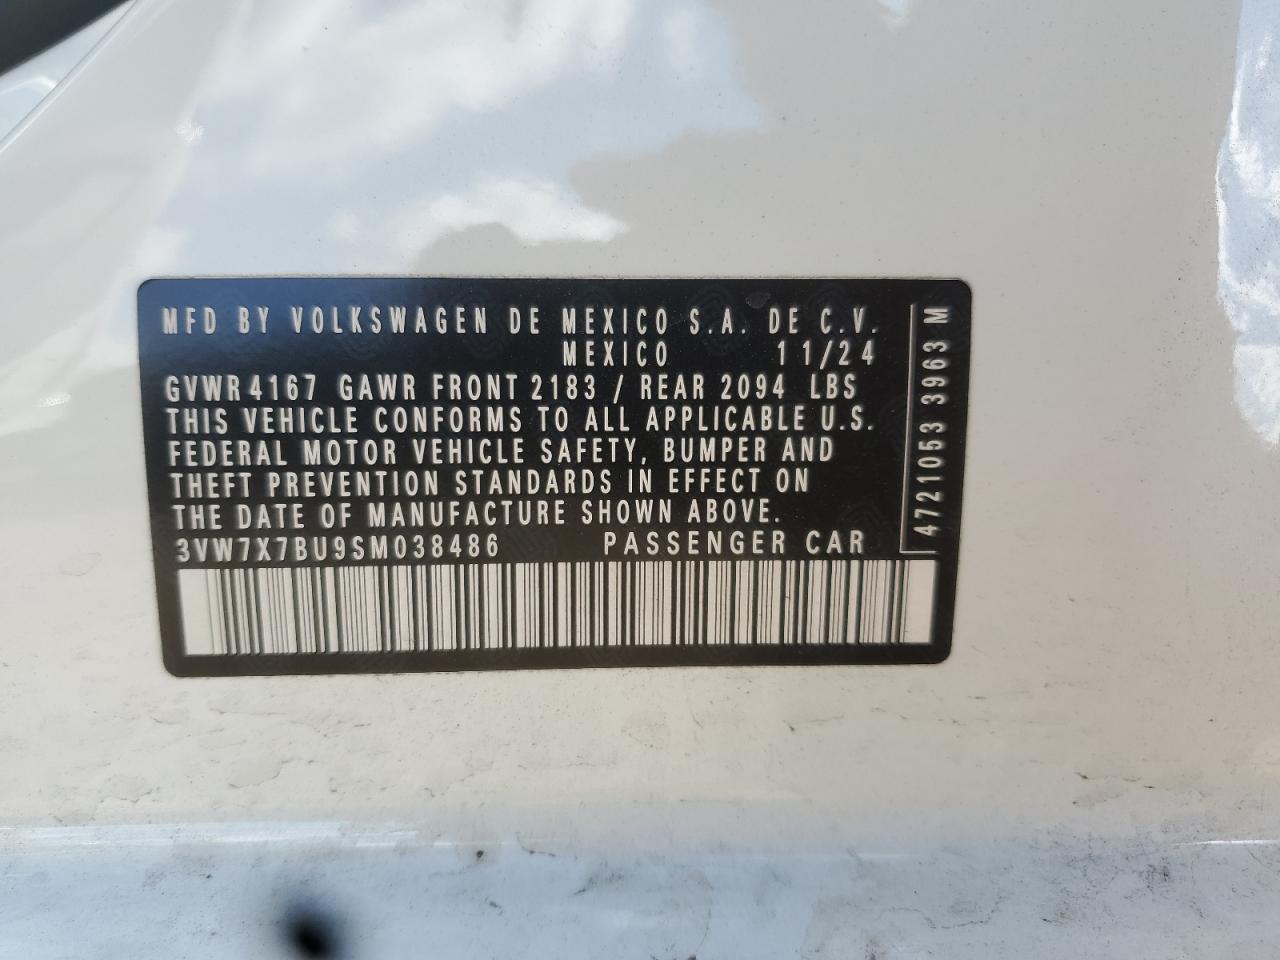 MFD BY VOLKSWAGEN DE MEXICO S.A. DE C.V.
MEXICO 11/24
GVWR 4167 GAWR FRONT 2183 / REAR 2094 LBS
THIS VEHICLE CONFORMS TO ALL APPLICABLE U.S.
FEDERAL MOTOR VEHICLE SAFETY, BUMPER AND
THEFT PREVENTION STANDARDS IN EFFECT ON
THE DATE OF MANUFACTURE SHOWN ABOVE.
3VW7X7BU9SM038486 PASSENGER CAR
4721053 3963 M